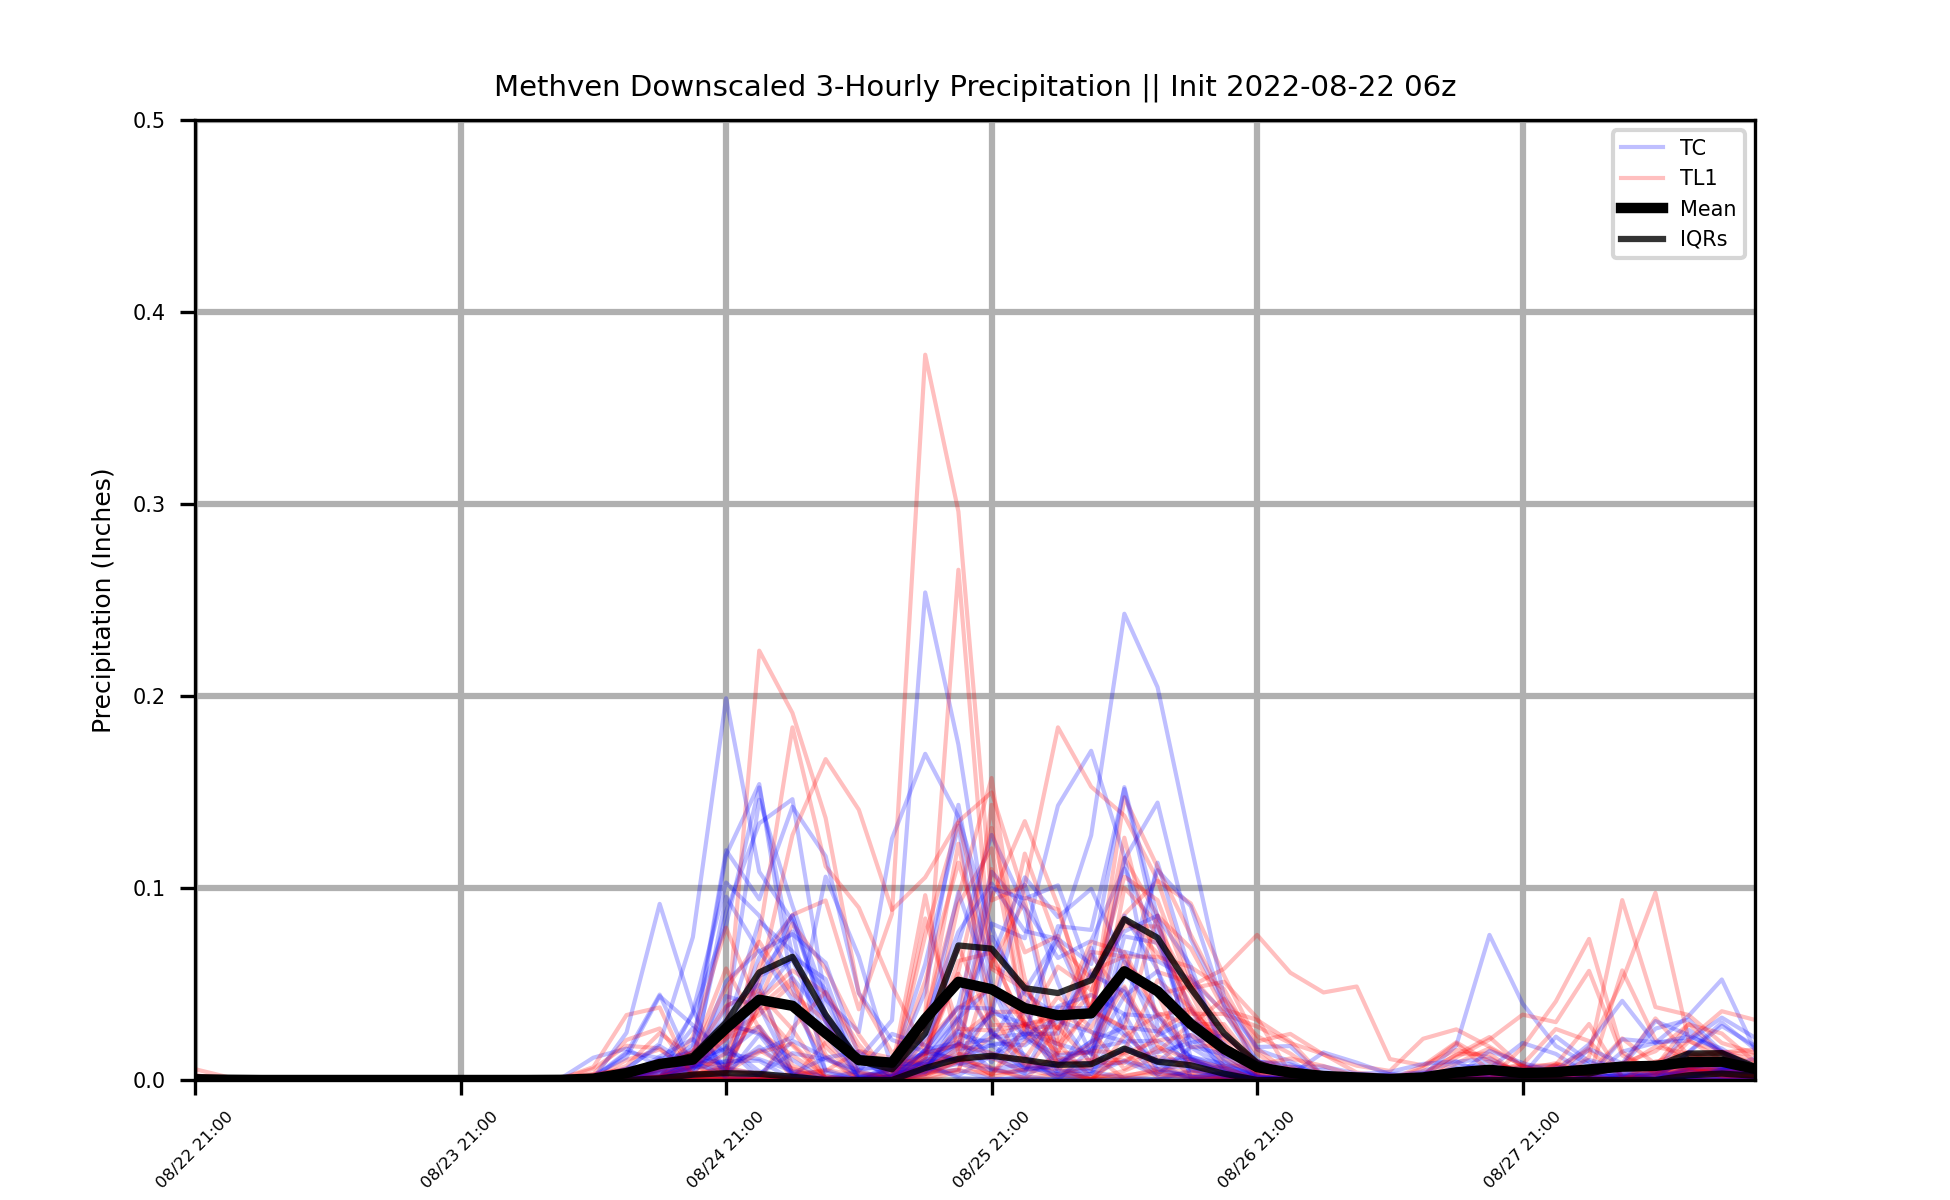 Methven Downscaled 3-Hourly Precipitation || Init 2022-08-22 06z
Precipitation (Inches)
0.5
0.4
0.3
0.2
0.1
0.0
TC
TL1
Mean
IQRs
08/22 21:00
08/23 21:00
08/24 21:00
08/25 21:00
08/26 21:00
08/27 21:00